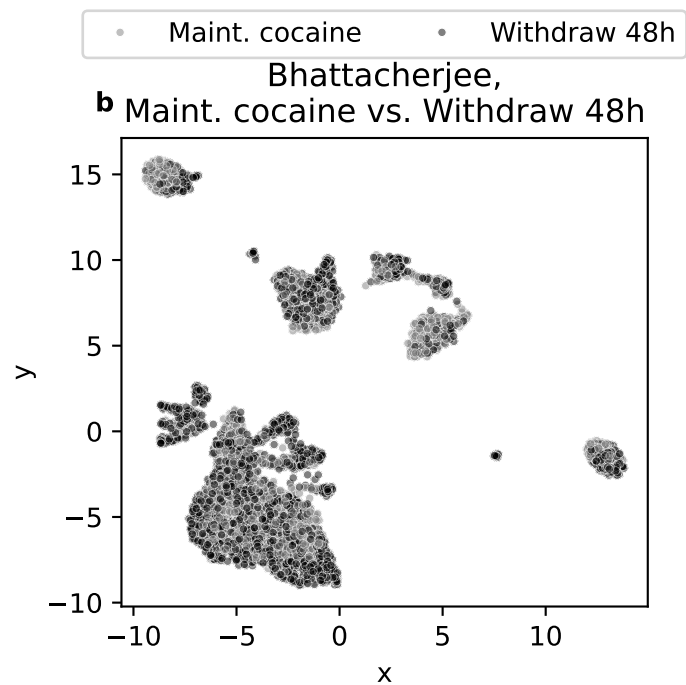 Maint. cocaine Withdraw 48h
Bhattacherjee,
b Maint. cocaine vs. Withdraw 48h
15
10
5
0
−5
−10
y
−10 −5 0 5 10
x